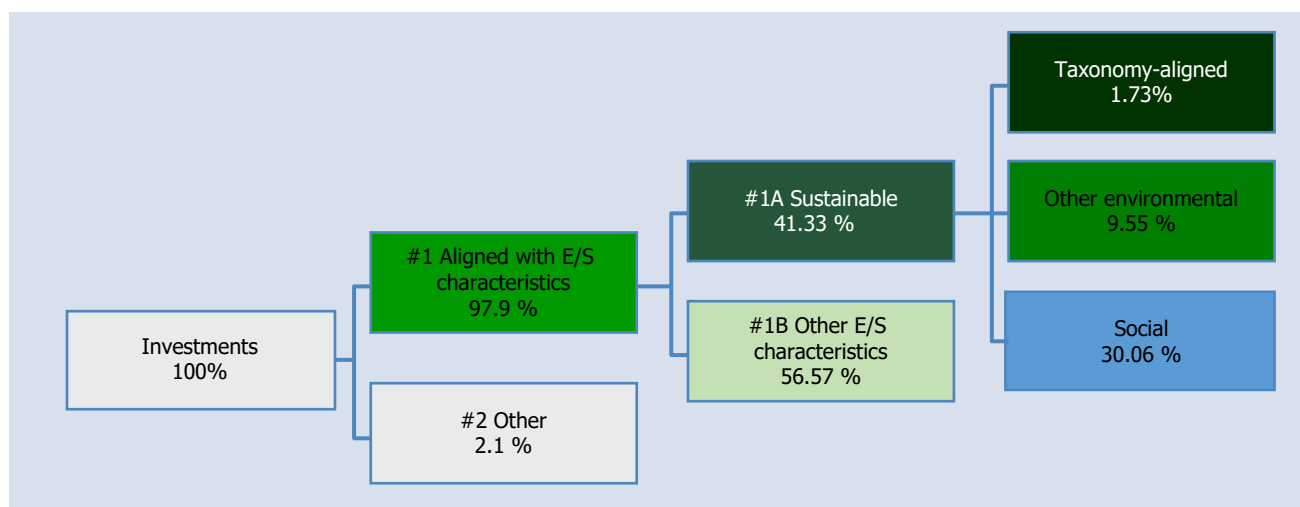 Investments
100%
#1 Aligned with E/S
characteristics
97.9 %
#2 Other
2.1 %
#1A Sustainable
41.33 %
#1B Other E/S
characteristics
56.57 %
Taxonomy-aligned
1.73%
Other environmental
9.55 %
Social
30.06 %